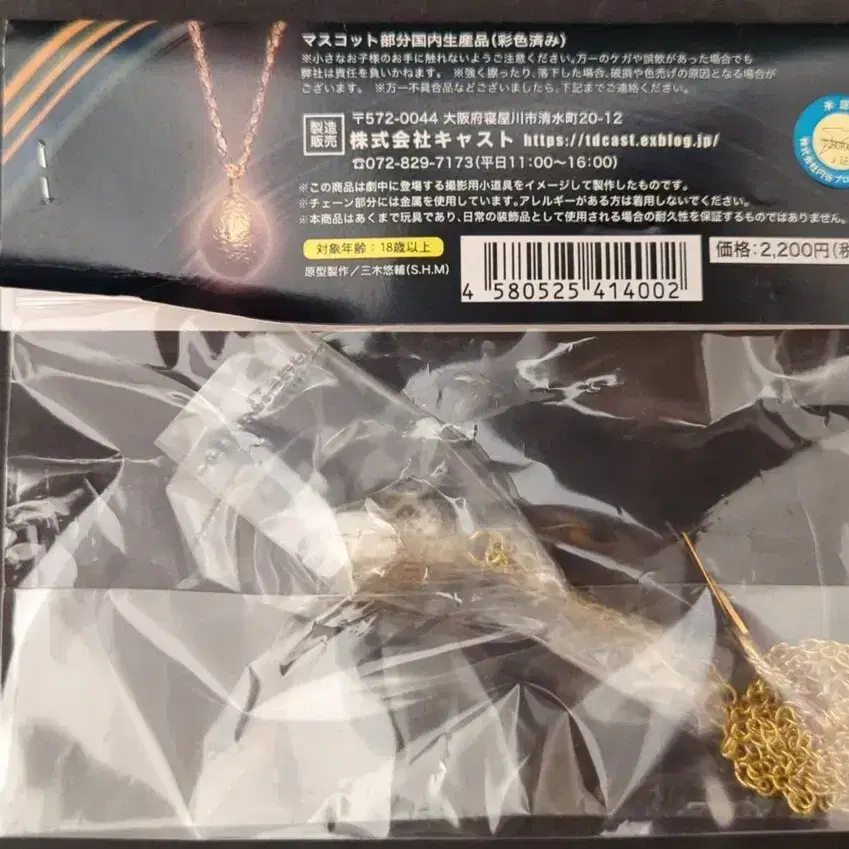 マスコット部分国内生産品(彩色済み)
※小さなお子様のお手に触れないようご注意ください。万一のケガや誤飲があった場合でも
弊社は責任を負いかねます。 ※強く擦ったり、落下した場合、破損や色禿げの原因となる場合が
ございます。 ※万一不具合品などございましたら、下記までご連絡ください。
製造
販売
〒572-0044 大阪府寝屋川市清水町20-12
株式会社キャスト https://tdcast.exblog.jp/
☎072-829-7173(平日11:00〜16:00)
※この商品は劇中に登場する撮影用小道具をイメージして製作したものです。
※チェーン部分には金属を使用しています。アレルギーがある方は着用しないでください。
※本商品はあくまで玩具であり、日常の装飾品として使用される場合の耐久性を保証するものではありません。
対象年齢:18歳以上
原型製作/三木悠輔(S.H.M)
4 580525 414002
価格:2,200円(税